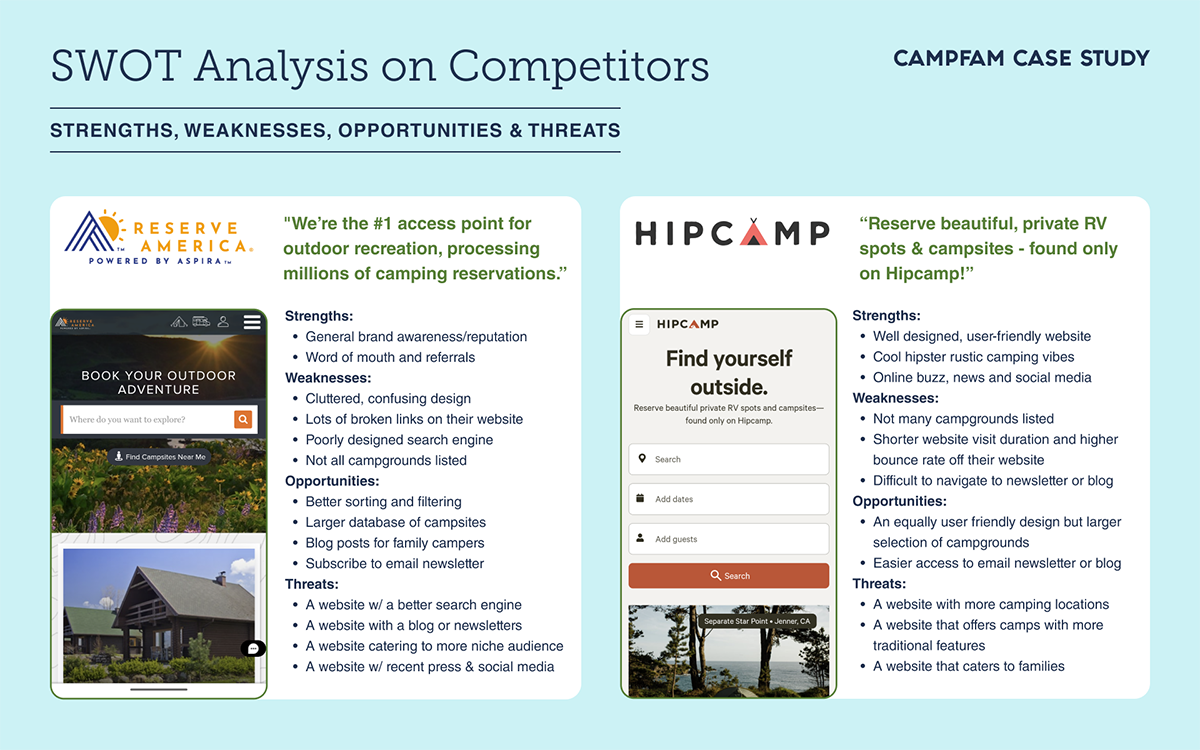 SWOT Analysis on Competitors
CAMPFAM CASE STUDY
STRENGTHS, WEAKNESSES, OPPORTUNITIES & THREATS
RESERVE
AMERICA®
POWERED BY ASPIRA™
"We're the #1 access point for
outdoor recreation, processing
millions of camping reservations.”
RESERVE
AMERICA
BOOK YOUR OUTDOOR
ADVENTURE
Where do you want to explore?
Find Campsites Near Me
Strengths:
• General brand awareness/reputation
• Word of mouth and referrals
Weaknesses:
• Cluttered, confusing design
• Lots of broken links on their website
• Poorly designed search engine
• Not all campgrounds listed
Opportunities:
• Better sorting and filtering
• Larger database of campsites
• Blog posts for family campers
• Subscribe to email newsletter
Threats:
• A website w/ a better search engine
• A website with a blog or newsletters
• A website catering to more niche audience
• A website w/ recent press & social media
HIPCAMP
“Reserve beautiful, private RV
spots & campsites - found only
on Hipcamp!”
HIPCAMP
Find yourself
outside.
Reserve beautiful private RV spots and campsites—
found only on Hipcamp.
Search
Add dates
Add guests
Search
Separate Star Point • Jenner, CA
Strengths:
• Well designed, user-friendly website
• Cool hipster rustic camping vibes
• Online buzz, news and social media
Weaknesses:
• Not many campgrounds listed
• Shorter website visit duration and higher
bounce rate off their website
• Difficult to navigate to newsletter or blog
Opportunities:
• An equally user friendly design but larger
selection of campgrounds
• Easier access to email newsletter or blog
Threats:
• A website with more camping locations
• A website that offers camps with more
traditional features
• A website that caters to families